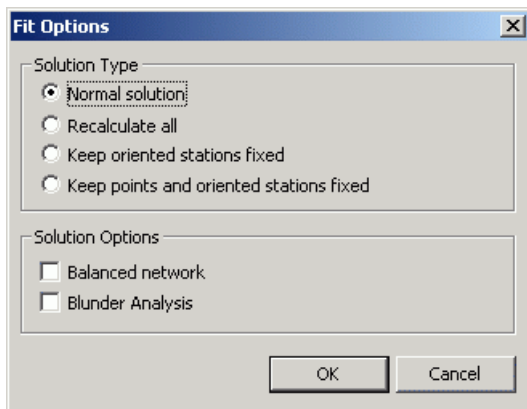 Fit Options
Solution Type
Normal solution
Recalculate all
Keep oriented stations fixed
Keep points and oriented stations fixed
Solution Options
Balanced network
Blunder Analysis
OK
Cancel